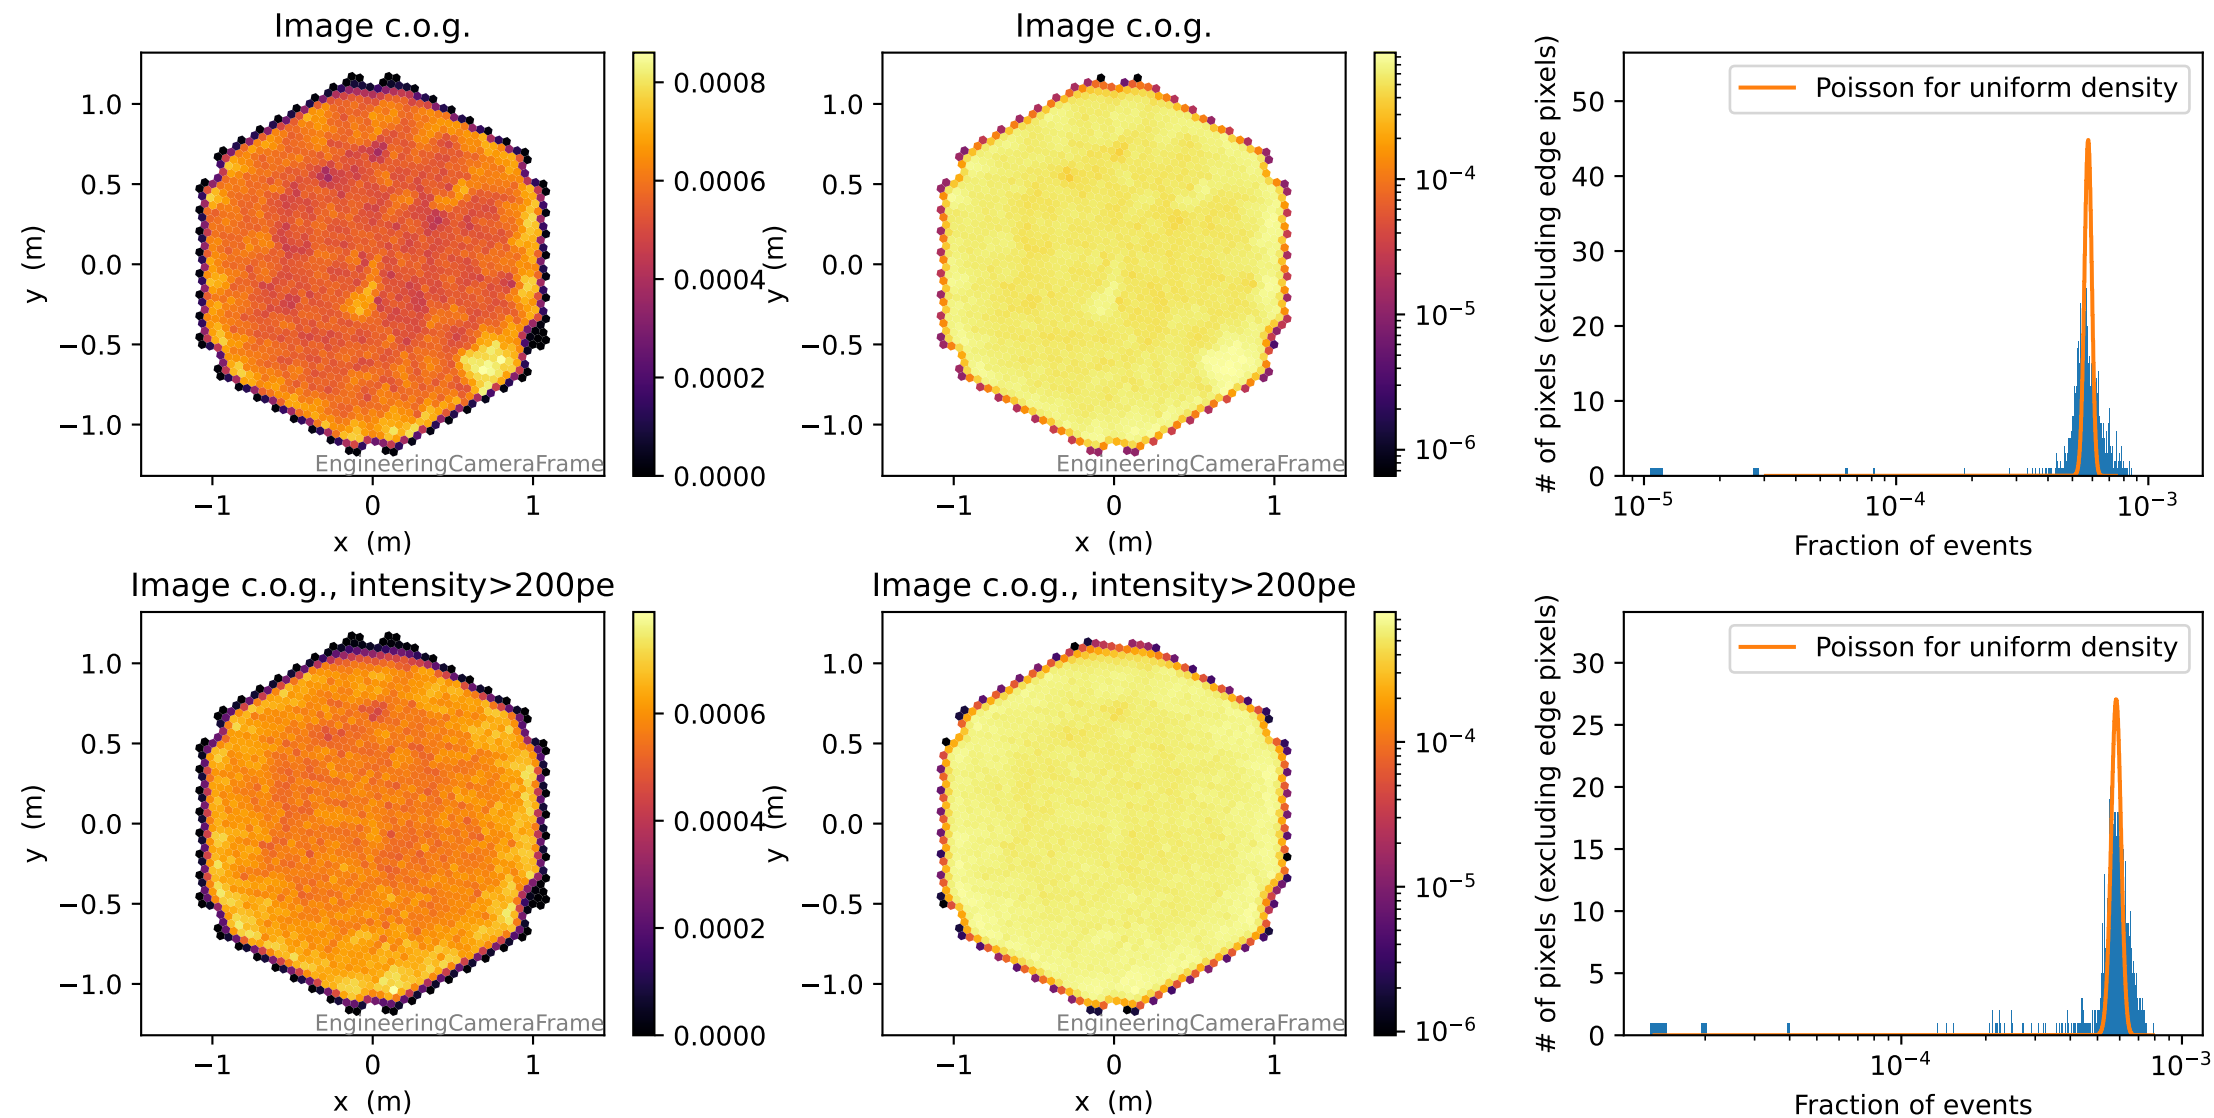 Image c.o.g.
1.0
0.5
0.0
−0.5
−1.0
y (m)
EngineeringCameraFrame
−1
0
1
x (m)
0.0008
0.0006
0.0004
0.0002
0.0000
Image c.o.g.
1.0
0.5
0.0
−0.5
−1.0
y (m)
EngineeringCameraFrame
−1
0
1
x (m)
10⁻⁴
10⁻⁵
10⁻⁶
Poisson for uniform density
50
40
30
20
10
0
# of pixels (excluding edge pixels)
10⁻⁵
10⁻⁴
10⁻³
Fraction of events
Image c.o.g., intensity>200pe
1.0
0.5
0.0
−0.5
−1.0
y (m)
EngineeringCameraFrame
−1
0
1
x (m)
0.0006
0.0004
0.0002
0.0000
Image c.o.g., intensity>200pe
1.0
0.5
0.0
−0.5
−1.0
y (m)
EngineeringCameraFrame
−1
0
1
x (m)
10⁻⁴
10⁻⁵
10⁻⁶
Poisson for uniform density
30
25
20
15
10
5
0
# of pixels (excluding edge pixels)
10⁻⁴
10⁻³
Fraction of events